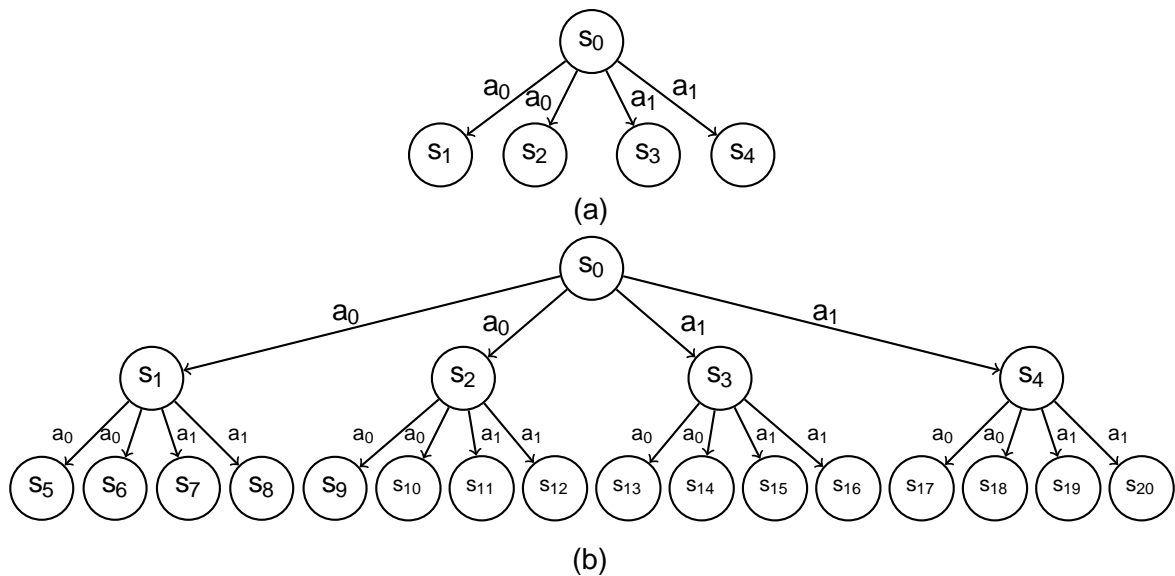 s0
a0 a0 a1 a1
s1 s2 s3 s4
(a)
s0
a0 a0 a1 a1
s1 s2 s3 s4
a0 a0 a1 a1 a0 a0 a1 a1 a0 a0 a1 a1 a0 a0 a1 a1
s5 s6 s7 s8 s9 s10 s11 s12 s13 s14 s15 s16 s17 s18 s19 s20
(b)